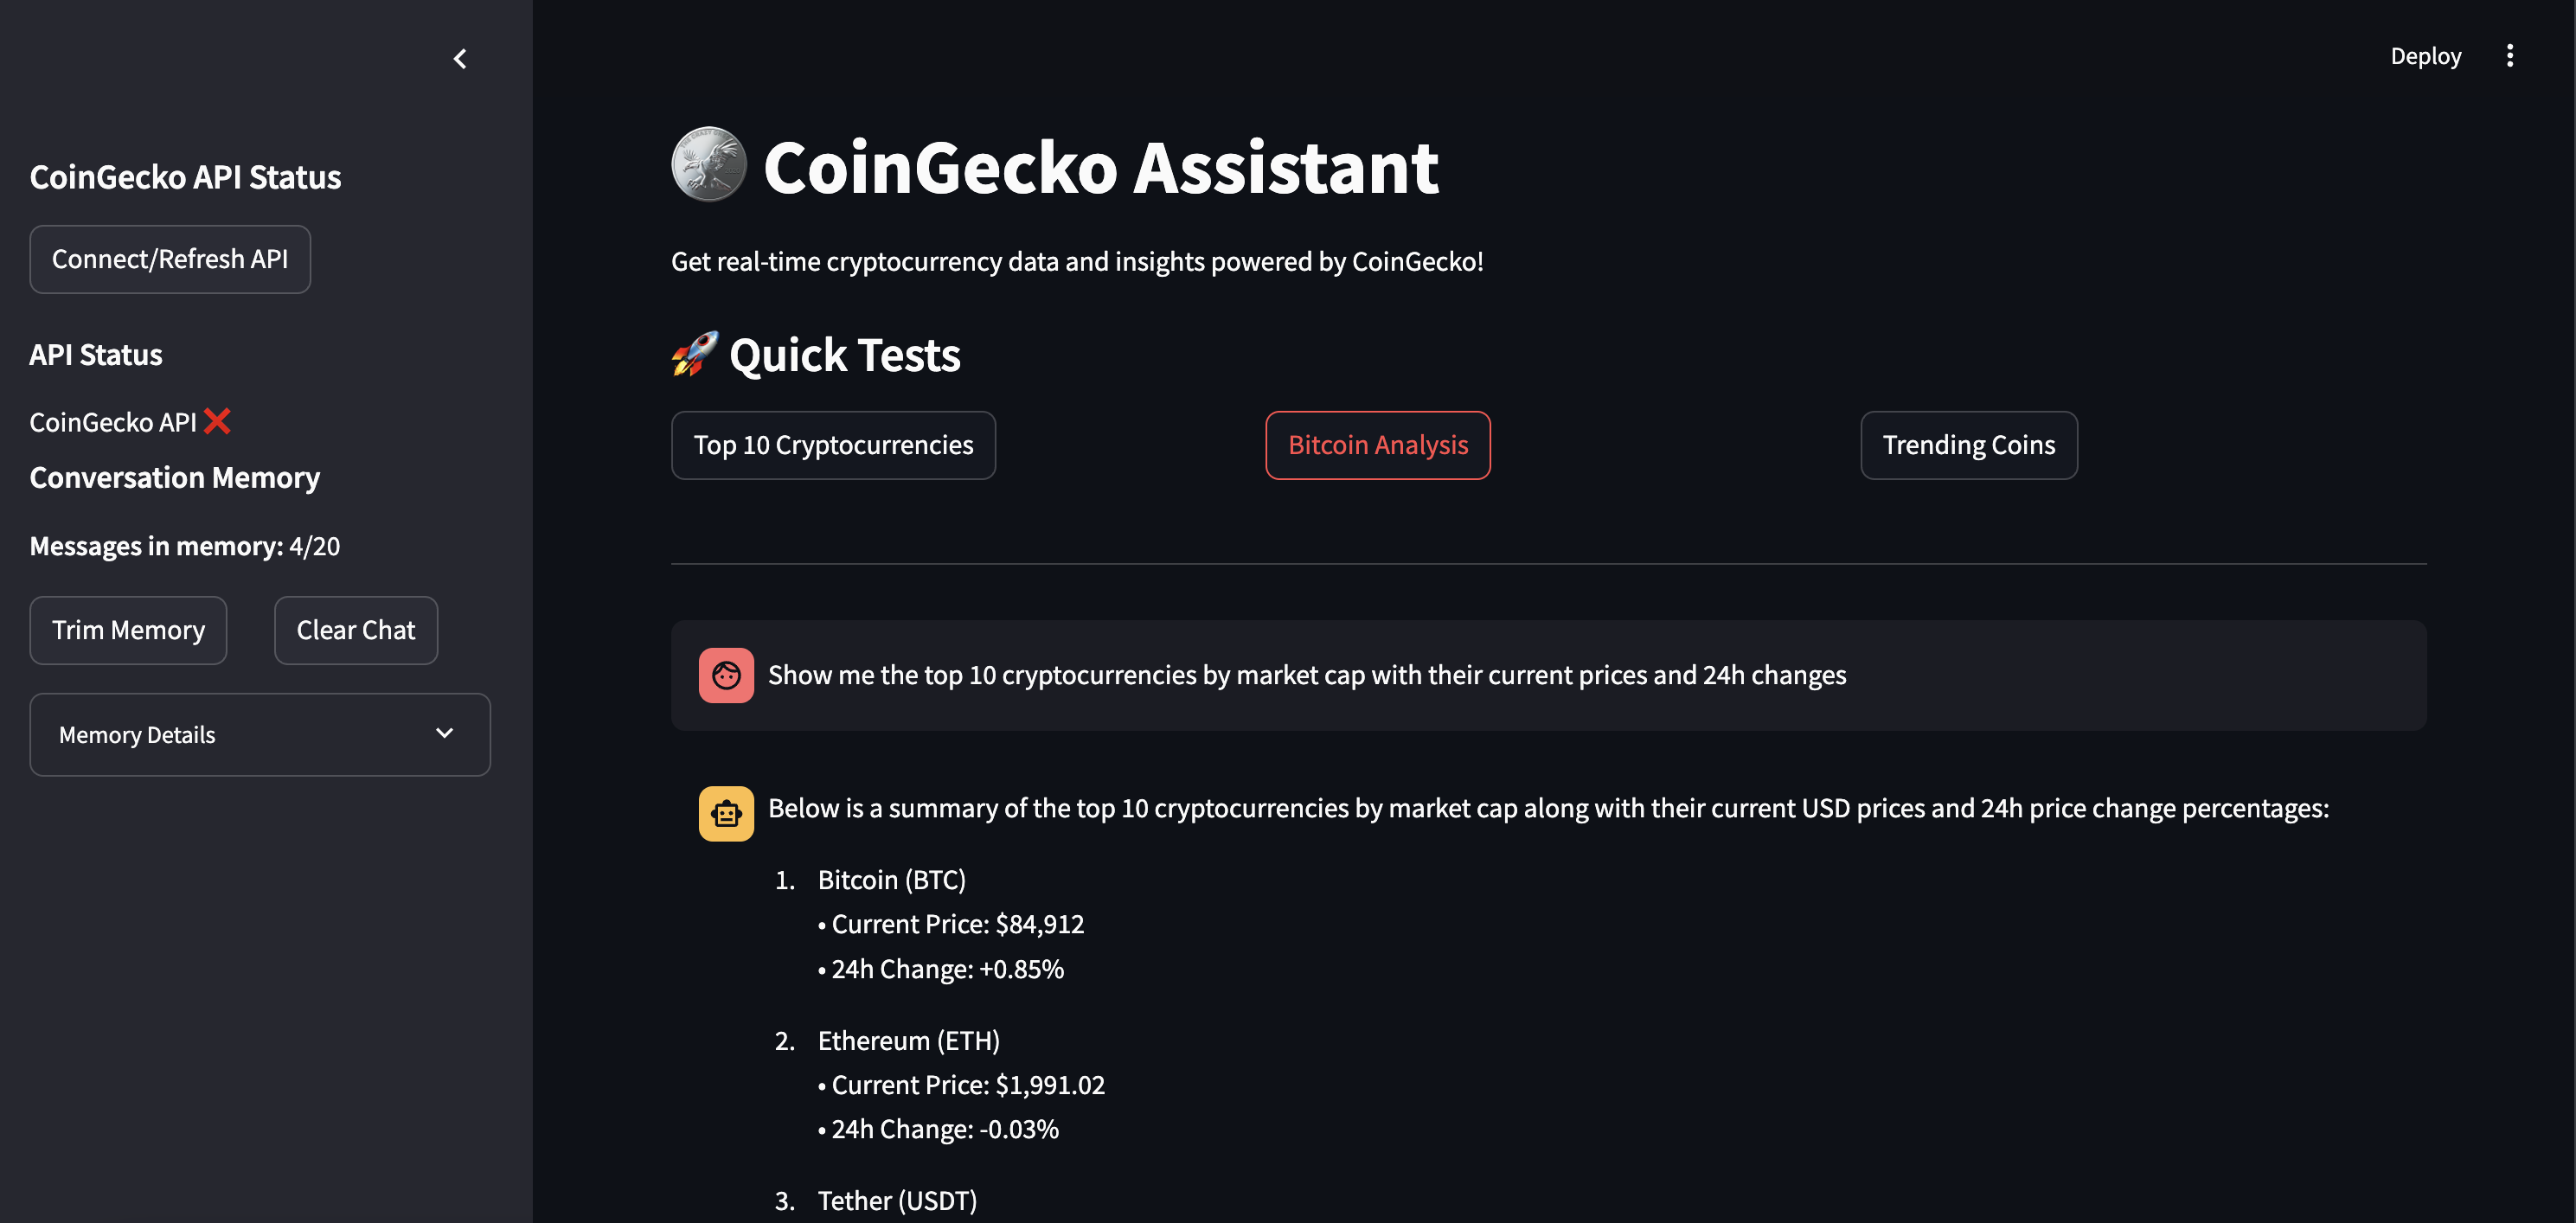 Deploy
CoinGecko API Status
Connect/Refresh API
API Status
CoinGecko API ❌
Conversation Memory
Messages in memory: 4/20
Trim Memory
Clear Chat
Memory Details
CoinGecko Assistant
Get real-time cryptocurrency data and insights powered by CoinGecko!
🚀 Quick Tests
Top 10 Cryptocurrencies
Bitcoin Analysis
Trending Coins
Show me the top 10 cryptocurrencies by market cap with their current prices and 24h changes
Below is a summary of the top 10 cryptocurrencies by market cap along with their current USD prices and 24h price change percentages:
1. Bitcoin (BTC)
• Current Price: $84,912
• 24h Change: +0.85%
2. Ethereum (ETH)
• Current Price: $1,991.02
• 24h Change: -0.03%
3. Tether (USDT)